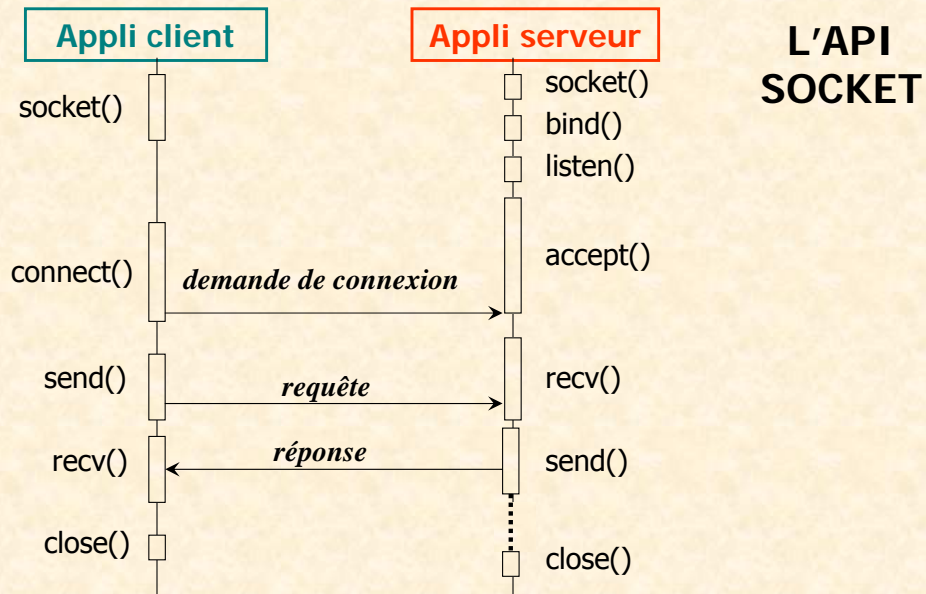 Appli client
Appli serveur
L'API
SOCKET
socket()
socket()
bind()
listen()
connect()
demande de connexion
accept()
send()
requête
recv()
recv()
réponse
send()
close()
close()